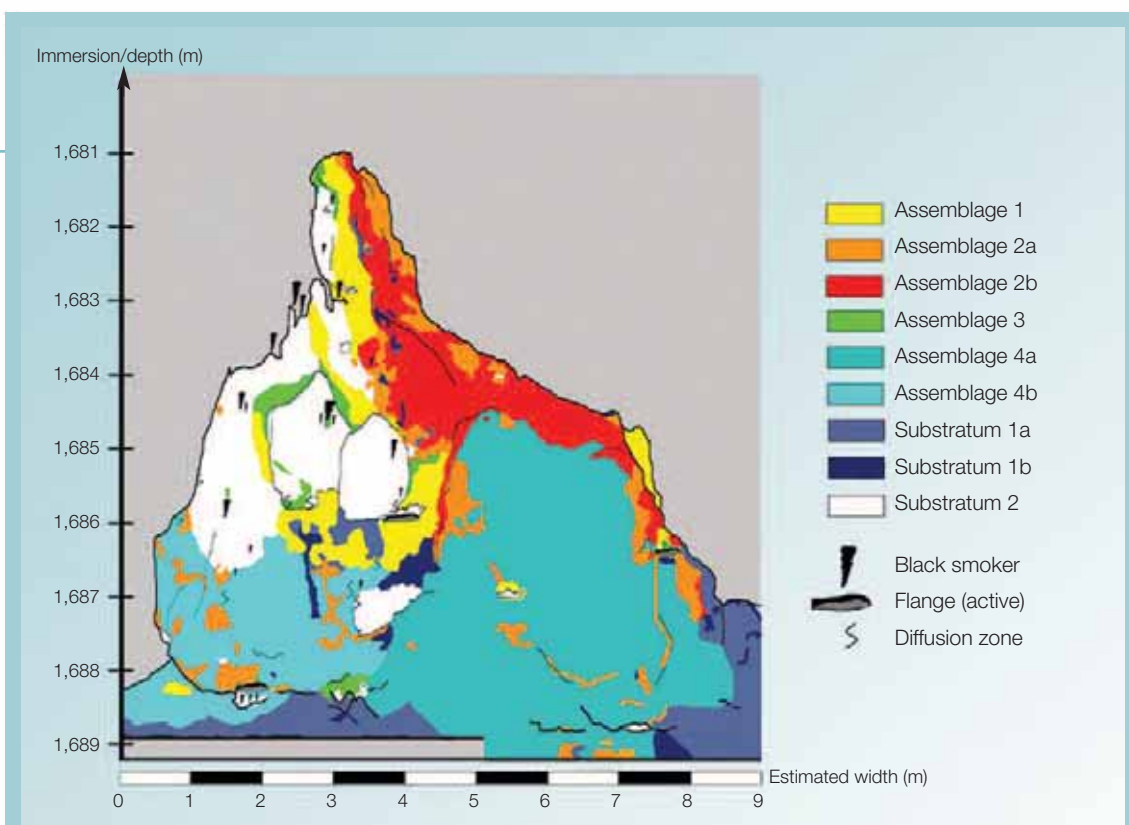 Immersion/depth (m)
1,681
1,682
1,683
1,684
1,685
1,686
1,687
1,688
1,689
Assemblage 1
Assemblage 2a
Assemblage 2b
Assemblage 3
Assemblage 4a
Assemblage 4b
Substratum 1a
Substratum 1b
Substratum 2
Black smoker
Flange (active)
Diffusion zone
Estimated width (m)
0 1 2 3 4 5 6 7 8 9